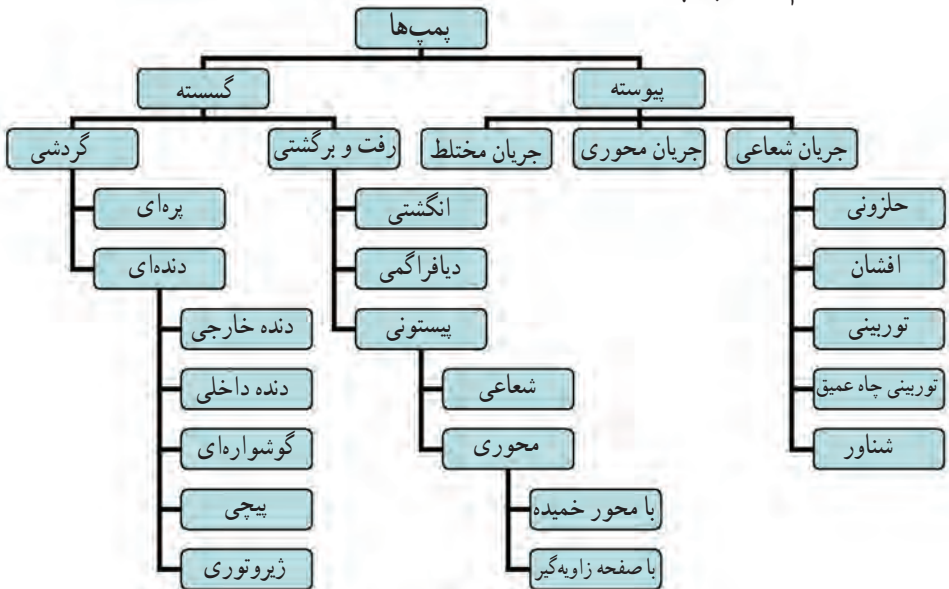 پمپ‌ها
پیوسته
گسسته
جریان شعاعی
جریان محوری
جریان مختلط
رفت و برگشتی
گردشی
حلزونی
افشان
توربینی
توربینی چاه عمیق
شناور
انگشتی
دیافراگمی
پیستونی
شعاعی
محوری
با محور خمیده
با صفحه زاویه‌گیر
پره‌ای
دنده‌ای
دنده خارجی
دنده داخلی
گوشواره‌ای
پیچی
ژیروتوری